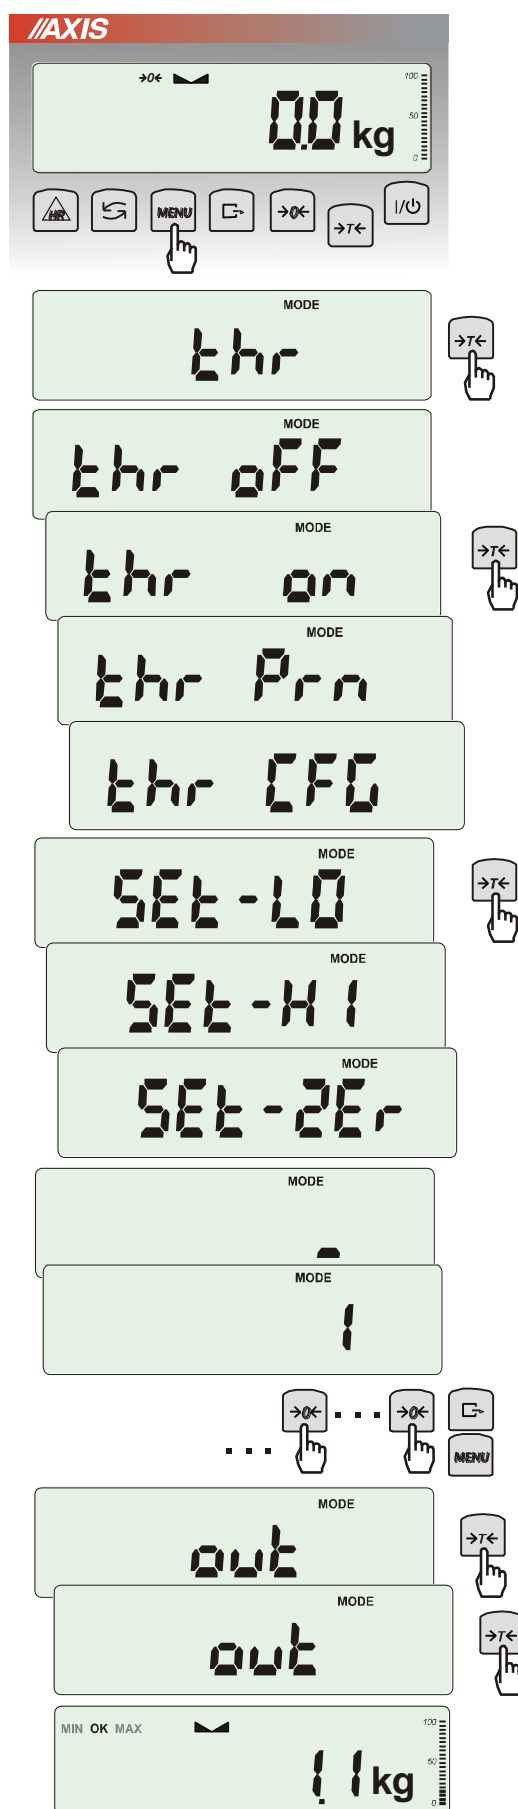 AXIS
→0←
100
50
0
0.0 kg
HR MENU →0← →T← I/
MODE
thr
→T←
MODE
thr oFF
MODE
thr on
→T←
MODE
thr Prn
thr CFG
MODE
SEt-LO
→T←
MODE
SEt-HI
MODE
SEt-ZEr
MODE
_
MODE
1
→0← . . . →0←
. . . MENU
MODE
out
→T←
MODE
out
→T←
MIN OK MAX
100
50
0
1.1 kg